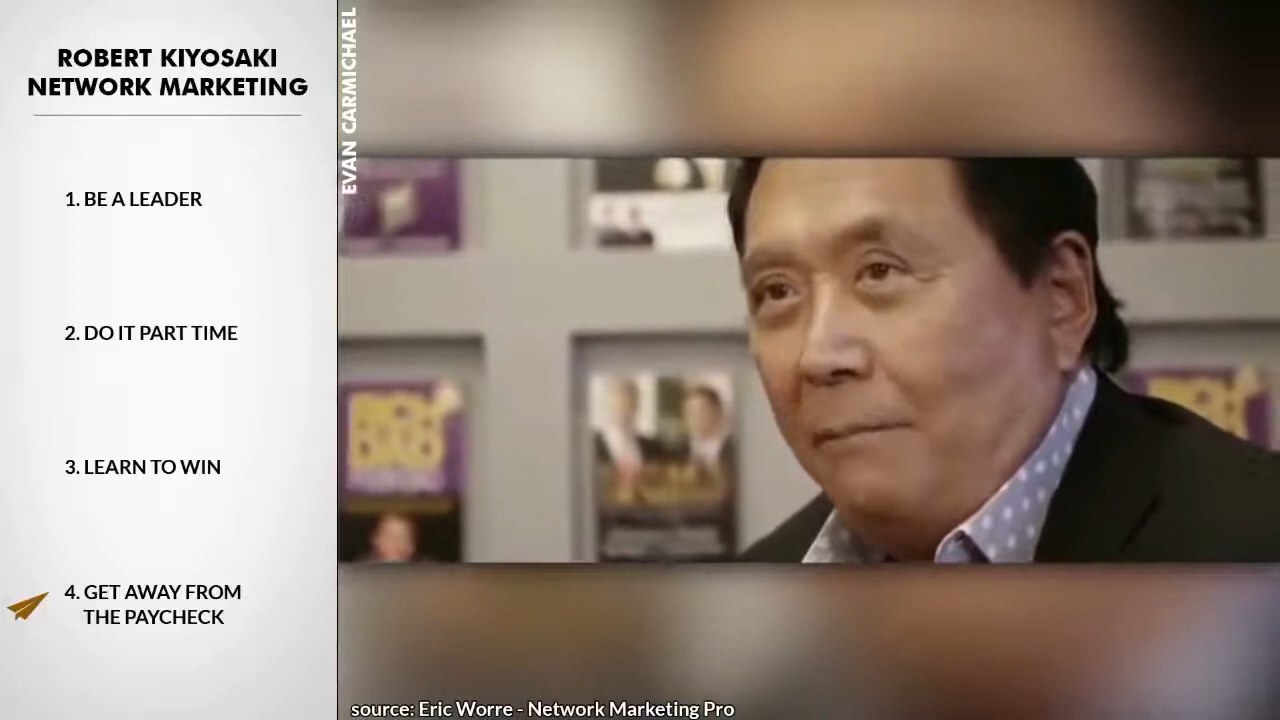 ROBERT KIYOSAKI
NETWORK MARKETING
1. BE A LEADER
2. DO IT PART TIME
3. LEARN TO WIN
4. GET AWAY FROM
THE PAYCHECK
EVAN CARMICHAEL
source: Eric Worre - Network Marketing Pro